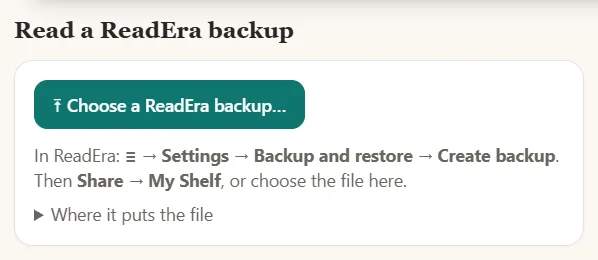 Read a ReadEra backup
⤒ Choose a ReadEra backup...
In ReadEra: ☰ → Settings → Backup and restore → Create backup.
Then Share → My Shelf, or choose the file here.
▶ Where it puts the file